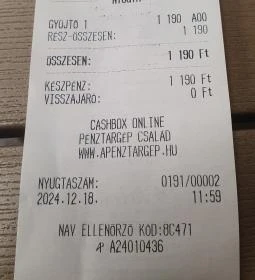 GYŰJTŐ 1 1 190 A00
RÉSZ-ÖSSZESEN: 1 190
ÖSSZESEN: 1 190 Ft
KÉSZPÉNZ: 1 190 Ft
VISSZAJÁRÓ: 0 Ft
CASHBOX ONLINE
PÉNZTÁRGÉP CSALÁD
WWW.APENZTARGEP.HU
NYUGTASZÁM: 0191/00002
2024.12.18. 11:59
NAV ELLENŐRZŐ KÓD:8C471
A24010436